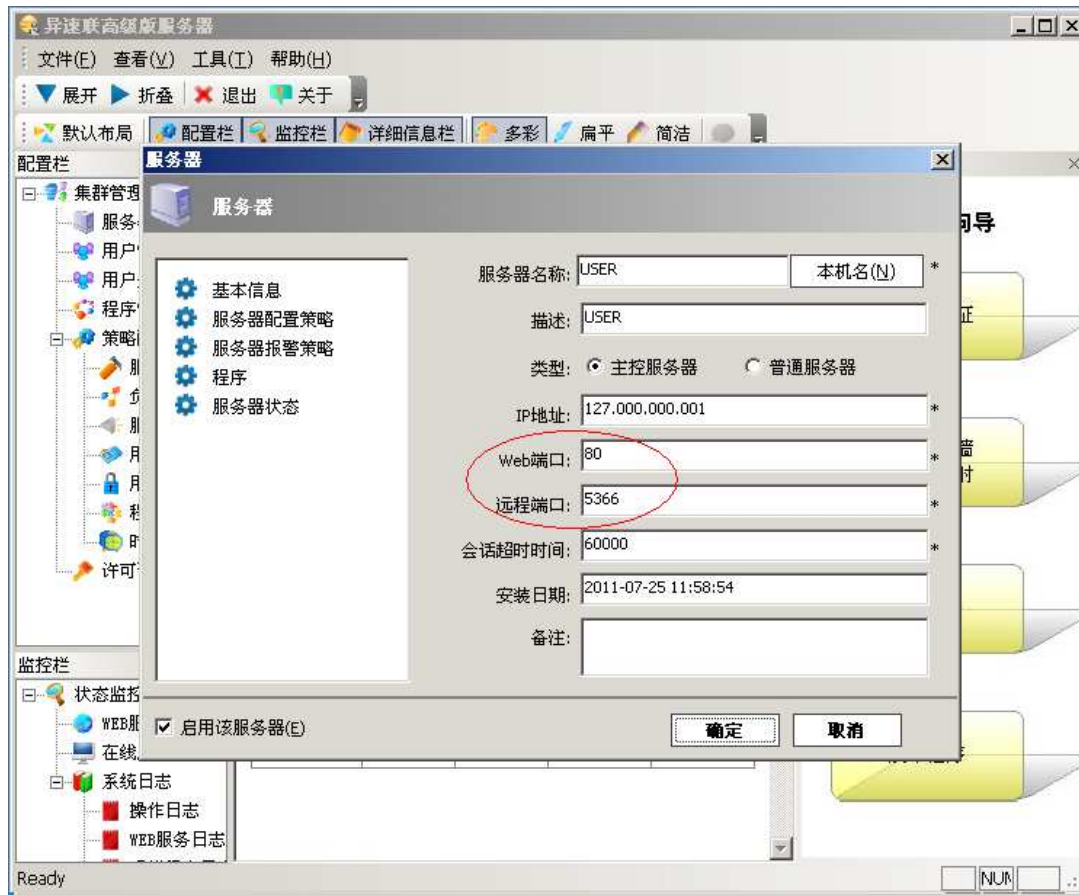 异速联高级版服务器
文件(F) 查看(V) 工具(T) 帮助(H)
展开 折叠 退出 关于
默认布局 配置栏 监控栏 详细信息栏 多彩 扁平 简洁
配置栏
集群管理
服务
用户
用户
程序
策略
许可
监控栏
状态监控
WEB服
在线
系统日志
操作日志
WEB服务日志
服务器
服务器
基本信息
服务器配置策略
服务器报警策略
程序
服务器状态
服务器名称: USER 本机名(N) *
描述: USER
类型: 主控服务器 普通服务器
IP地址: 127.000.000.001 *
Web端口: 80 *
远程端口: 5366 *
会话超时时间: 60000 *
安装日期: 2011-07-25 11:58:54
备注:
启用该服务器(E) 确定 取消
导
证
墙
时
Ready NUM